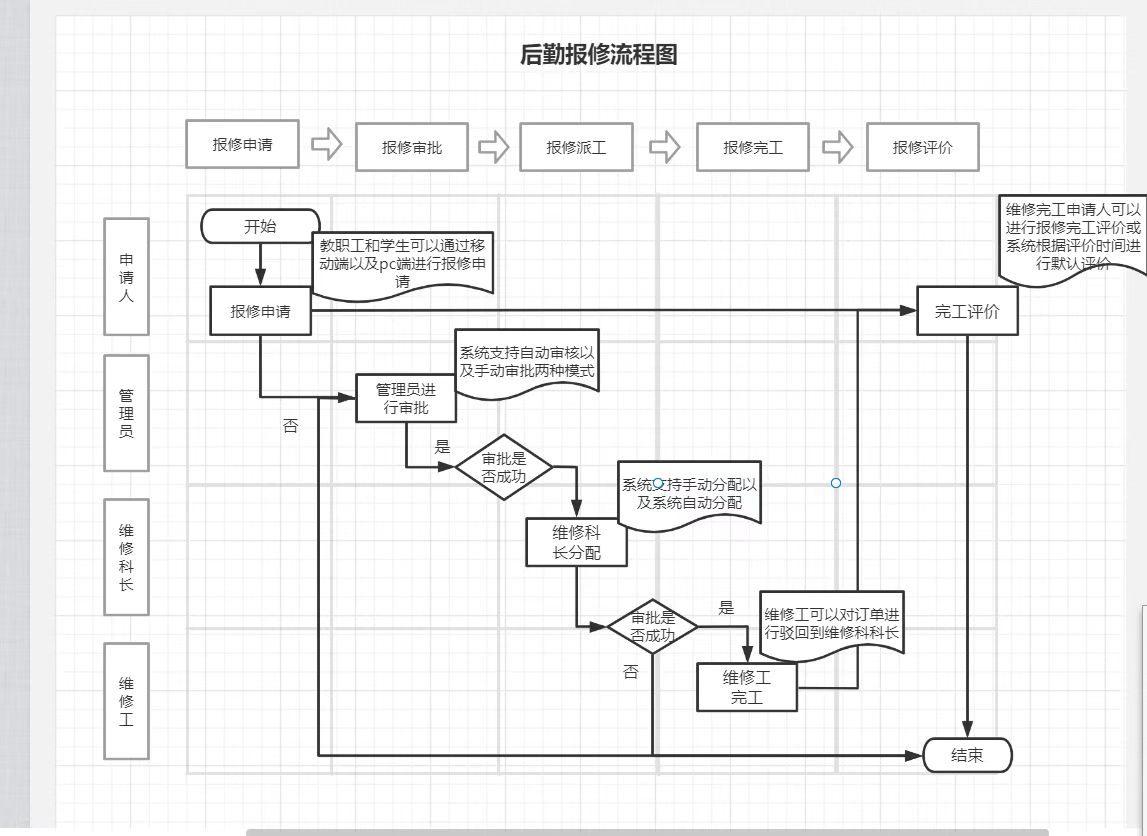 后勤报修流程图
报修申请
报修审批
报修派工
报修完工
报修评价
申
请
人
开始
教职工和学生可以通过移
动端以及pc端进行报修申
请
维修完工申请人可以
进行报修完工评价或
系统根据评价时间进
行默认评价
报修申请
完工评价
管
理
员
系统支持自动审核以
及手动审批两种模式
管理员进
行审批
否
是
审批是
否成功
系统支持手动分配以
及系统自动分配
维
修
科
长
维修科
长分配
审批是
否成功
是
维修工可以对订单进
行驳回到维修科科长
否
维
修
工
维修工
完工
结束